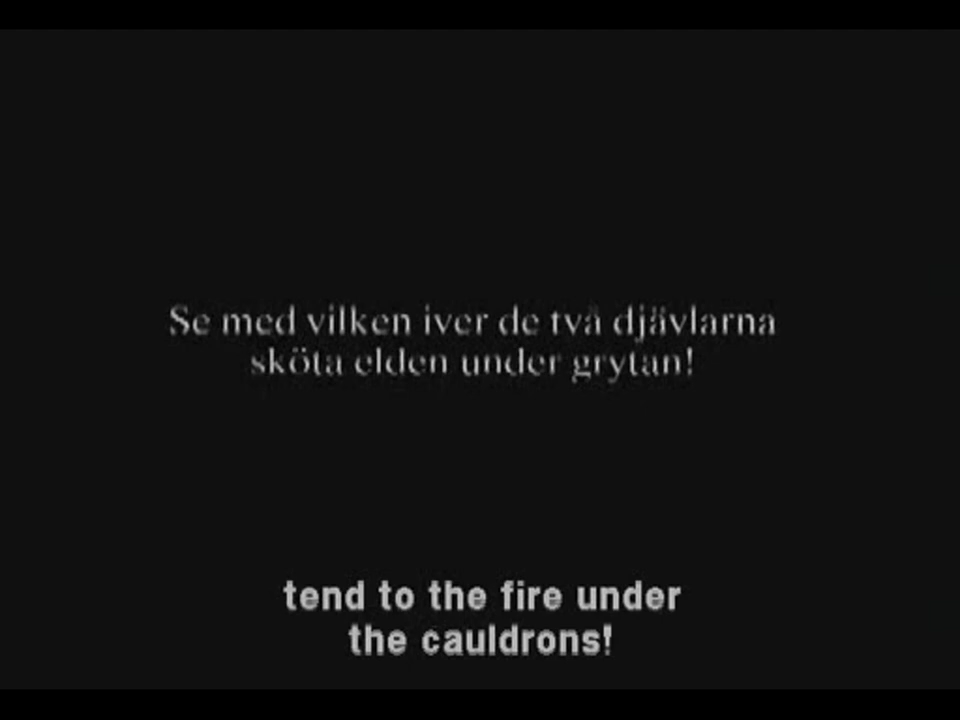 Se med vilken iver de två djävlarna
sköta elden under grytan!
tend to the fire under
the cauldrons!